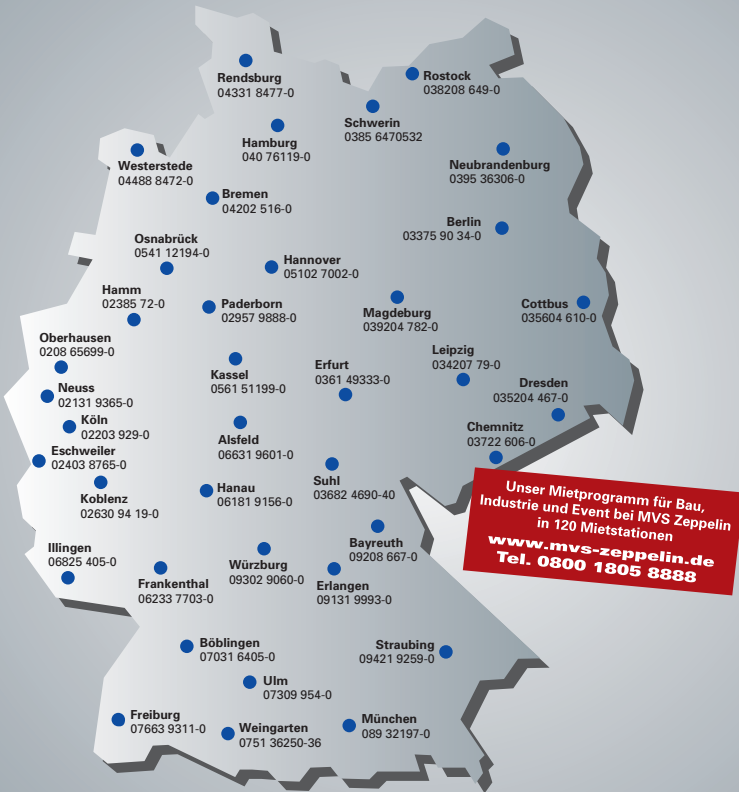 Rendsburg
04331 8477-0
Rostock
038208 649-0
Schwerin
0385 6470532
Hamburg
040 76119-0
Westerstede
04488 8472-0
Neubrandenburg
0395 36306-0
Bremen
04202 516-0
Berlin
03375 90 34-0
Osnabrück
0541 12194-0
Hannover
05102 7002-0
Hamm
02385 72-0
Paderborn
02957 9888-0
Magdeburg
039204 782-0
Cottbus
035604 610-0
Oberhausen
0208 65699-0
Kassel
0561 51199-0
Erfurt
0361 49333-0
Leipzig
034207 79-0
Dresden
035204 467-0
Neuss
02131 9365-0
Köln
02203 929-0
Alsfeld
06631 9601-0
Chemnitz
03722 606-0
Eschweiler
02403 8765-0
Koblenz
02630 94 19-0
Hanau
06181 9156-0
Suhl
03682 4690-40
Unser Mietprogramm für Bau,
Industrie und Event bei MVS Zeppelin
in 120 Mietstationen
www.mvs-zeppelin.de
Tel. 0800 1805 8888
Bayreuth
09208 667-0
Illingen
06825 405-0
Frankenthal
06233 7703-0
Würzburg
09302 9060-0
Erlangen
09131 9993-0
Böblingen
07031 6405-0
Straubing
09421 9259-0
Ulm
07309 954-0
Freiburg
07663 9311-0
Weingarten
0751 36250-36
München
089 32197-0